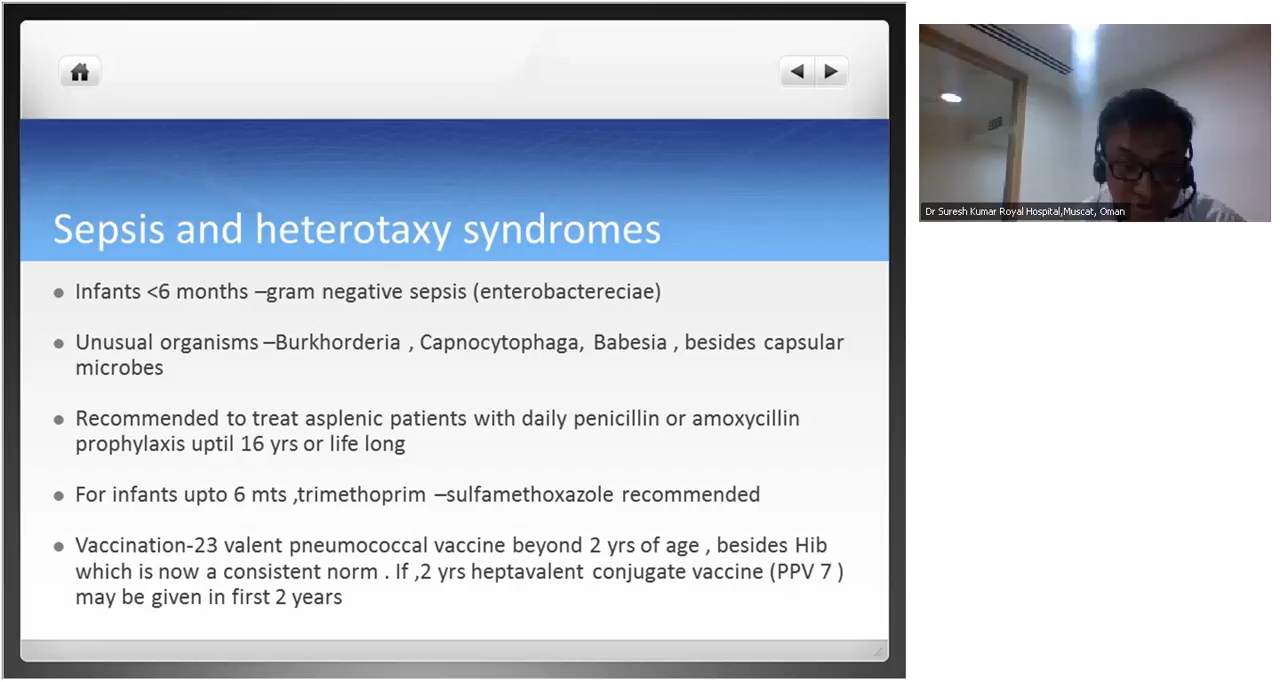 Sepsis and heterotaxy syndromes
Infants <6 months –gram negative sepsis (enterobactereciae)
Unusual organisms –Burkhorderia , Capnocytophaga, Babesia , besides capsular
microbes
Recommended to treat asplenic patients with daily penicillin or amoxycillin
prophylaxis uptil 16 yrs or life long
For infants upto 6 mts ,trimethoprim –sulfamethoxazole recommended
Vaccination-23 valent pneumococcal vaccine beyond 2 yrs of age , besides Hib
which is now a consistent norm . If ,2 yrs heptavalent conjugate vaccine (PPV 7 )
may be given in first 2 years
Dr Suresh Kumar Royal Hospital,Muscat, Oman